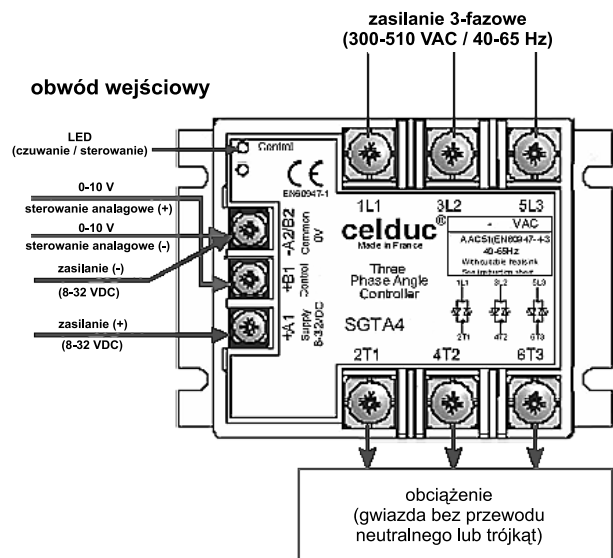 zasilanie 3-fazowe
(300-510 VAC / 40-65 Hz)
obwód wejściowy
LED
(czuwanie / sterowanie)
0-10 V
sterowanie analagowe (+)
0-10 V
sterowanie analagowe (-)
zasilanie (-)
(8-32 VDC)
zasilanie (+)
(8-32 VDC)
Control
CE
EN60947-1
-A2/B2
Common
0V
+B1
Control
+A1
Supply
8-32VDC
1L1 3L2 5L3
celduc®
Made in France
Three
Phase Angle
Controller
SGTA4
- VAC
40-65Hz
1L1 3L2 5L3
2T1 4T2 6T3
2T1 4T2 6T3
obciążenie
(gwiazda bez przewodu
neutralnego lub trójkąt)